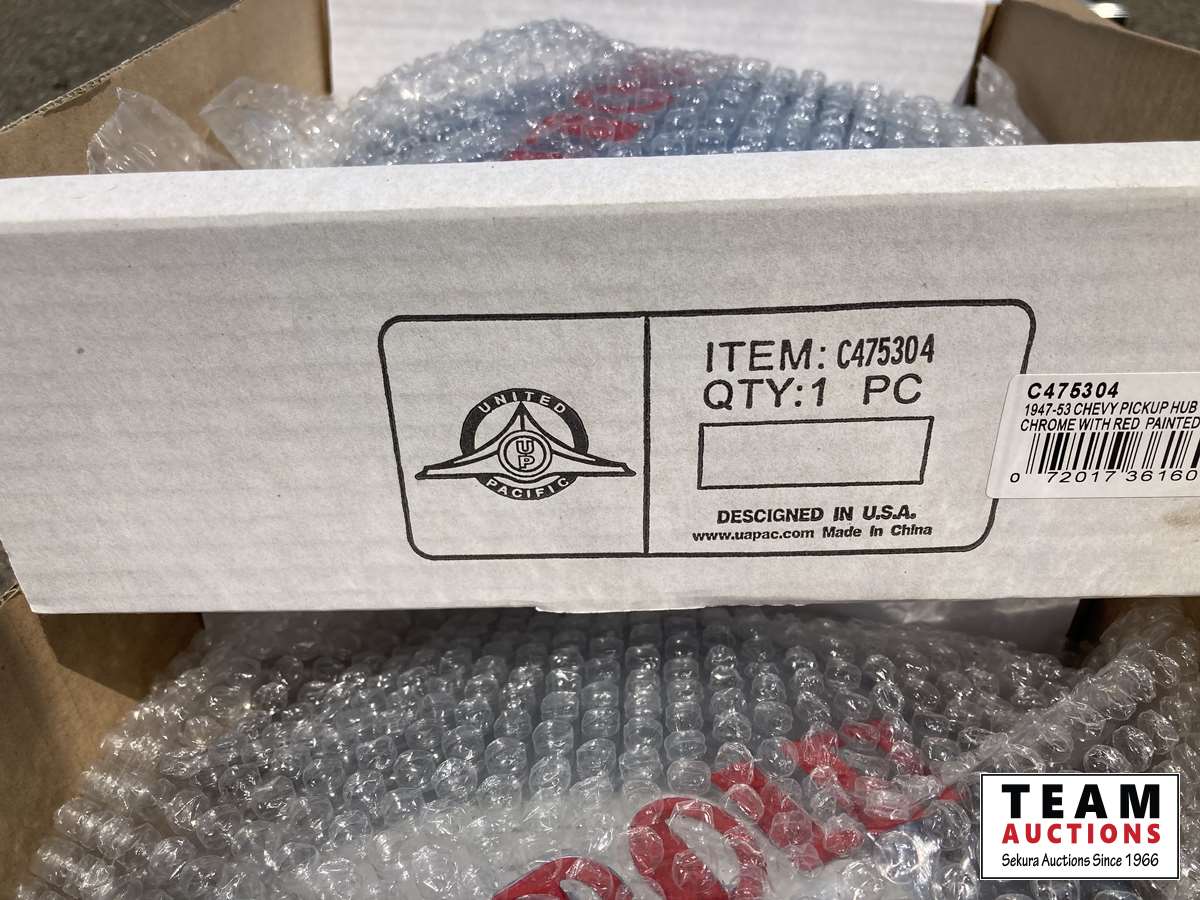 UNITED
UP
PACIFIC
ITEM: C475304
QTY:1 PC
DESCIGNED IN U.S.A.
www.uapac.com Made In China
C475304
1947-53 CHEVY PICKUP HUB
CHROME WITH RED PAINTED
0 72017 36160
TEAM
AUCTIONS
Sekura Auctions Since 1966